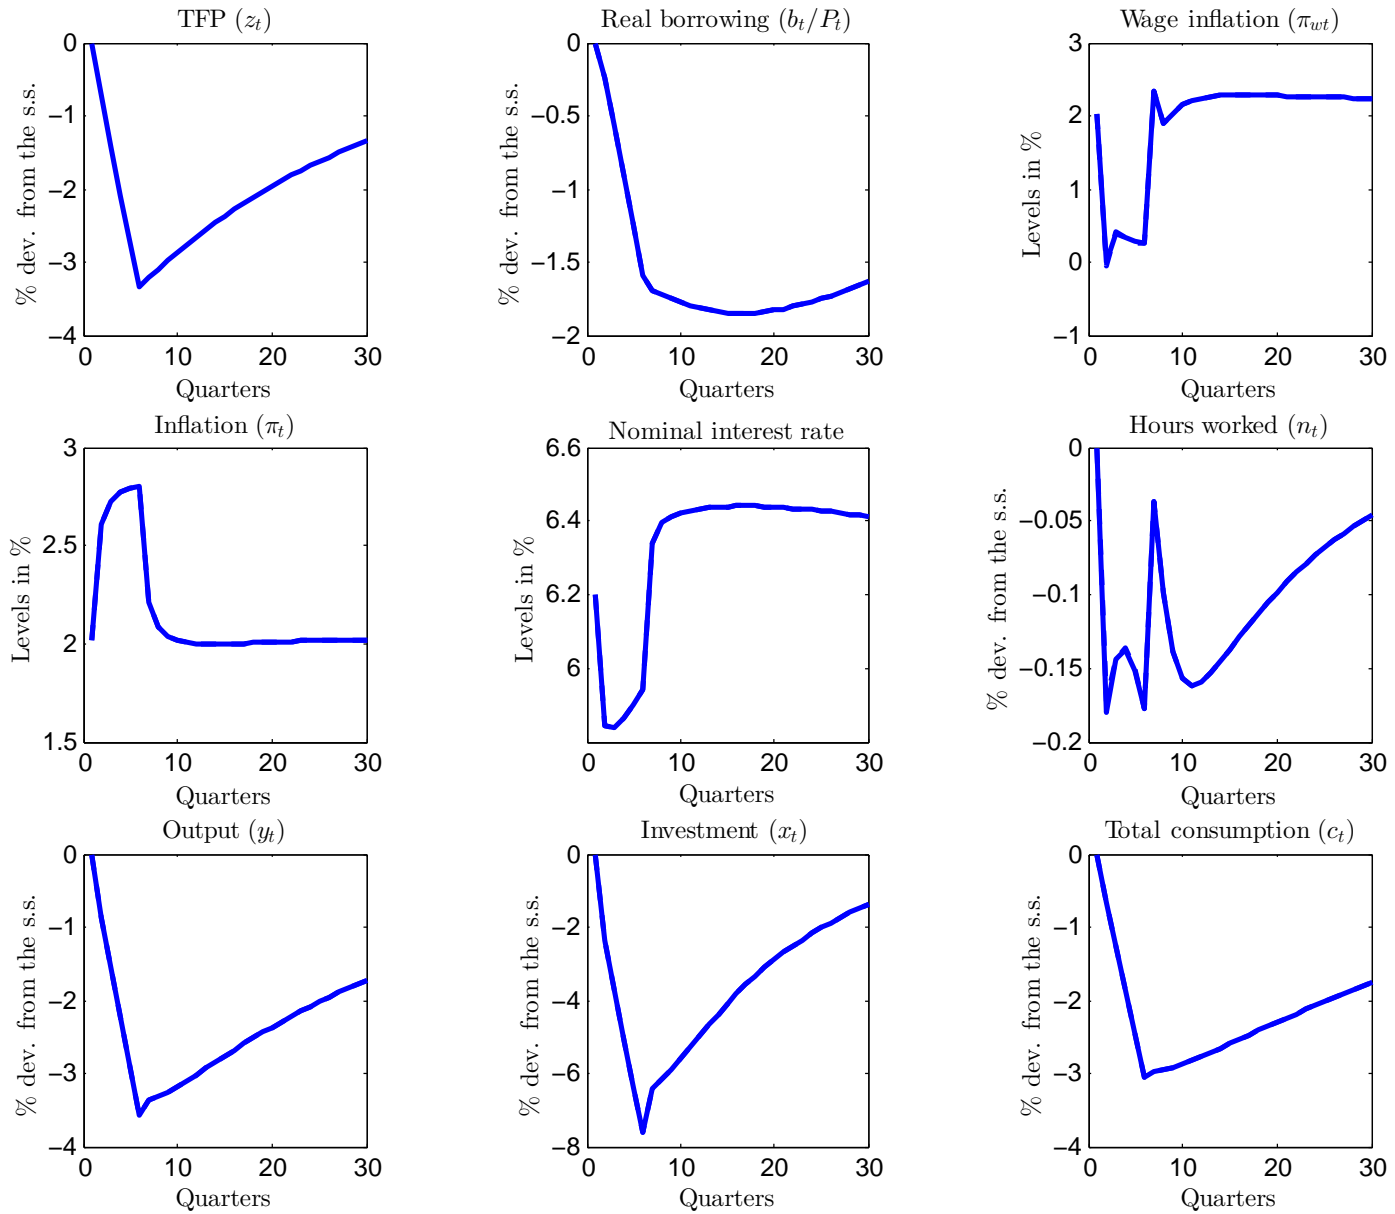 TFP (z_t)
% dev. from the s.s.
0
−1
−2
−3
−4
0 10 20 30
Quarters
Real borrowing (b_t/P_t)
% dev. from the s.s.
0
−0.5
−1
−1.5
−2
0 10 20 30
Quarters
Wage inflation (π_wt)
Levels in %
3
2
1
0
−1
0 10 20 30
Quarters
Inflation (π_t)
Levels in %
3
2.5
2
1.5
0 10 20 30
Quarters
Nominal interest rate
Levels in %
6.6
6.4
6.2
6
0 10 20 30
Quarters
Hours worked (n_t)
% dev. from the s.s.
0
−0.05
−0.1
−0.15
−0.2
0 10 20 30
Quarters
Output (y_t)
% dev. from the s.s.
0
−1
−2
−3
−4
0 10 20 30
Quarters
Investment (x_t)
% dev. from the s.s.
0
−2
−4
−6
−8
0 10 20 30
Quarters
Total consumption (c_t)
% dev. from the s.s.
0
−1
−2
−3
−4
0 10 20 30
Quarters